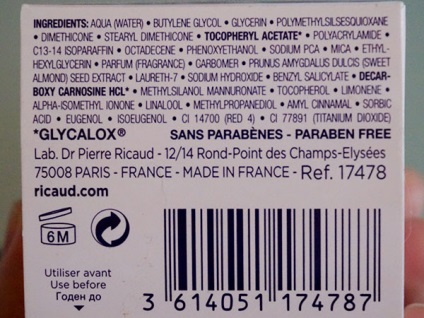 INGREDIENTS: AQUA (WATER) • BUTYLENE GLYCOL • GLYCERIN • POLYMETHYLSILSESQUIOXANE
• DIMETHICONE • STEARYL DIMETHICONE • TOCOPHERYL ACETATE* • POLYACRYLAMIDE
• C13-14 ISOPARAFFIN • OCTADECENE • PHENOXYETHANOL • SODIUM PCA • MICA • ETHYL-
HEXYLGLYCERIN • PARFUM (FRAGRANCE) • CARBOMER • PRUNUS AMYGDALUS DULCIS (SWEET
ALMOND) SEED EXTRACT • LAURETH-7 • SODIUM HYDROXIDE • BENZYL SALICYLATE • DECAR-
BOXY CARNOSINE HCL* • METHYLSILANOL MANNURONATE • TOCOPHEROL • LIMONENE •
ALPHA-ISOMETHYL IONONE • LINALOOL • METHYLPROPANEDIOL • AMYL CINNAMAL • SORBIC
ACID • EUGENOL • ISOEUGENOL • CI 14700 (RED 4) • CI 77891 (TITANIUM DIOXIDE)
*GLYCALOX® SANS PARABÈNES - PARABEN FREE
Lab. Dr Pierre Ricaud - 12/14 Rond-Point des Champs-Elysées
75008 PARIS - FRANCE - MADE IN FRANCE - Ref. 17478
ricaud.com
6M
Utiliser avant
Use before
Годен до
3 614051 174787